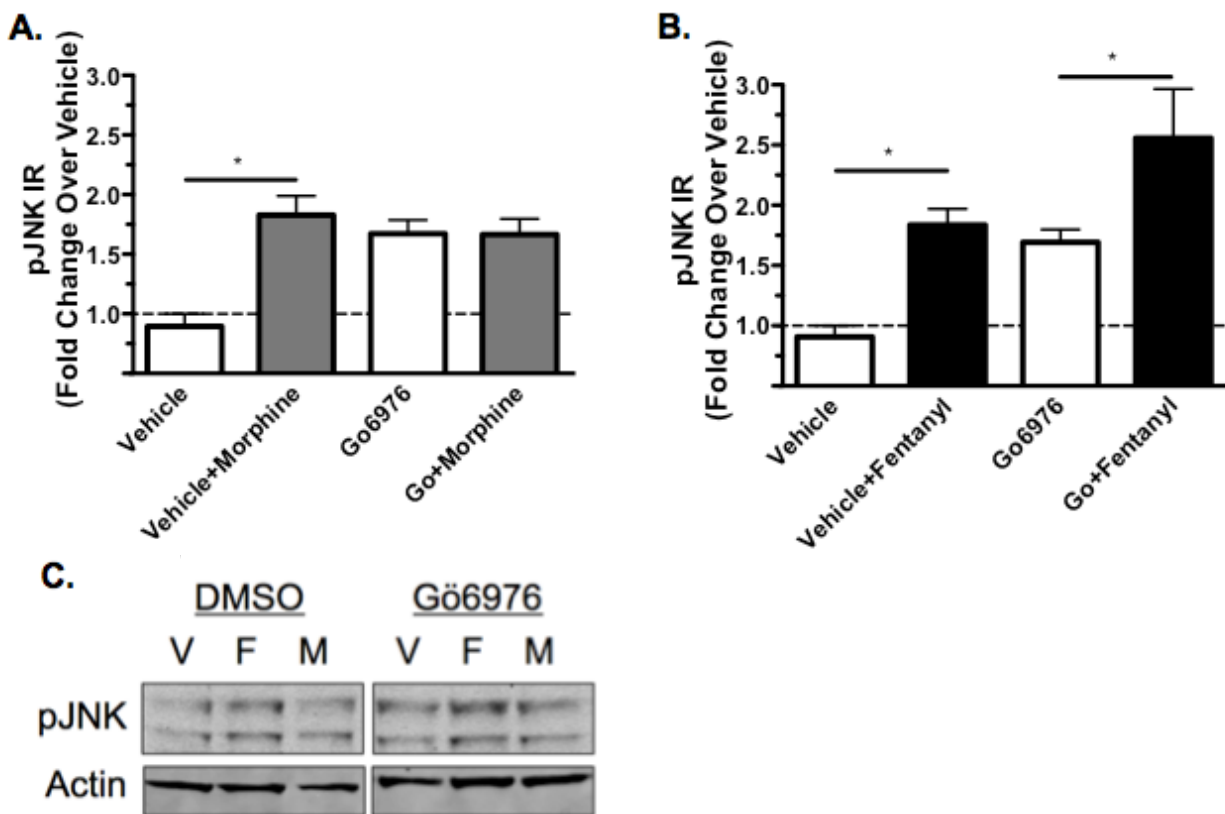 A.
pJNK IR
(Fold Change Over Vehicle)
3.0
2.5
2.0
1.5
1.0
*
Vehicle
Vehicle+Morphine
Go6976
Go+Morphine
B.
pJNK IR
(Fold Change Over Vehicle)
3.0
2.5
2.0
1.5
1.0
*
*
Vehicle
Vehicle+Fentanyl
Go6976
Go+Fentanyl
C.
DMSO Gö6976
V F M V F M
pJNK
Actin